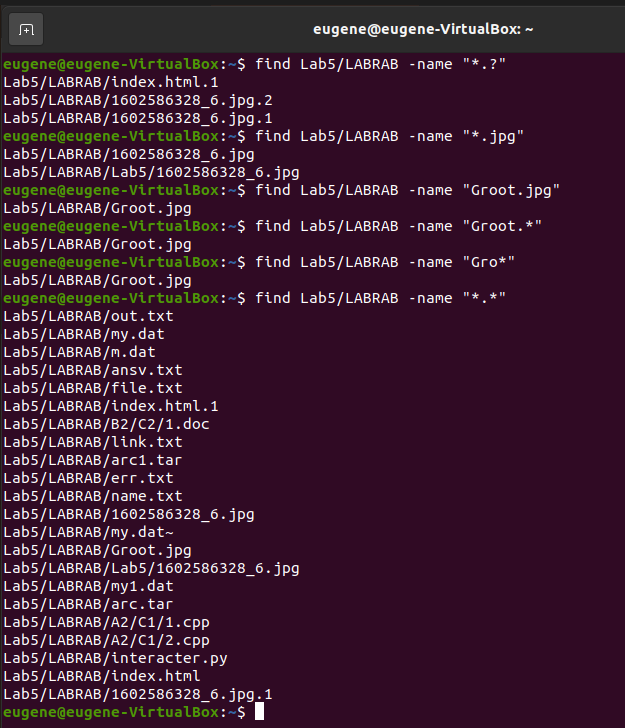 eugene@eugene-VirtualBox: ~
eugene@eugene-VirtualBox:~$ find Lab5/LABRAB -name "*.?"
Lab5/LABRAB/index.html.1
Lab5/LABRAB/1602586328_6.jpg.2
Lab5/LABRAB/1602586328_6.jpg.1
eugene@eugene-VirtualBox:~$ find Lab5/LABRAB -name "*.jpg"
Lab5/LABRAB/1602586328_6.jpg
Lab5/LABRAB/Lab5/1602586328_6.jpg
eugene@eugene-VirtualBox:~$ find Lab5/LABRAB -name "Groot.jpg"
Lab5/LABRAB/Groot.jpg
eugene@eugene-VirtualBox:~$ find Lab5/LABRAB -name "Groot.*"
Lab5/LABRAB/Groot.jpg
eugene@eugene-VirtualBox:~$ find Lab5/LABRAB -name "Gro*"
Lab5/LABRAB/Groot.jpg
eugene@eugene-VirtualBox:~$ find Lab5/LABRAB -name "*.*"
Lab5/LABRAB/out.txt
Lab5/LABRAB/my.dat
Lab5/LABRAB/m.dat
Lab5/LABRAB/ansv.txt
Lab5/LABRAB/file.txt
Lab5/LABRAB/index.html.1
Lab5/LABRAB/B2/C2/1.doc
Lab5/LABRAB/link.txt
Lab5/LABRAB/arc1.tar
Lab5/LABRAB/err.txt
Lab5/LABRAB/name.txt
Lab5/LABRAB/1602586328_6.jpg
Lab5/LABRAB/my.dat~
Lab5/LABRAB/Groot.jpg
Lab5/LABRAB/Lab5/1602586328_6.jpg
Lab5/LABRAB/my1.dat
Lab5/LABRAB/arc.tar
Lab5/LABRAB/A2/C1/1.cpp
Lab5/LABRAB/A2/C1/2.cpp
Lab5/LABRAB/interacter.py
Lab5/LABRAB/index.html
Lab5/LABRAB/1602586328_6.jpg.1
eugene@eugene-VirtualBox:~$